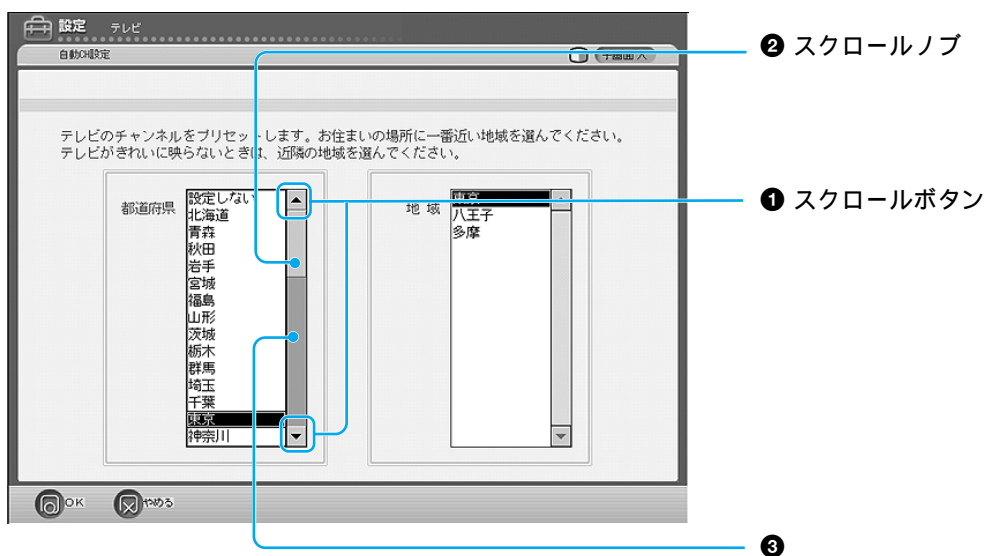 設定 テレビ
自動CH設定
テレビのチャンネルをプリセットします。お住まいの場所に一番近い地域を選んでください。
テレビがきれいに映らないときは、近隣の地域を選んでください。
都道府県
設定しない
北海道
青森
秋田
岩手
宮城
福島
山形
茨城
栃木
群馬
埼玉
千葉
東京
神奈川
地域
東京
八王子
多摩
OK やめる
❷ スクロールノブ
❶ スクロールボタン
❸